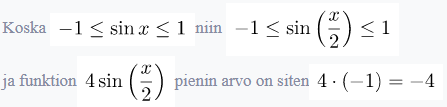 Koska −1 ≤ sin x ≤ 1 niin −1 ≤ sin(x/2) ≤ 1
ja funktion 4 sin(x/2) pienin arvo on siten 4 · (−1) = −4